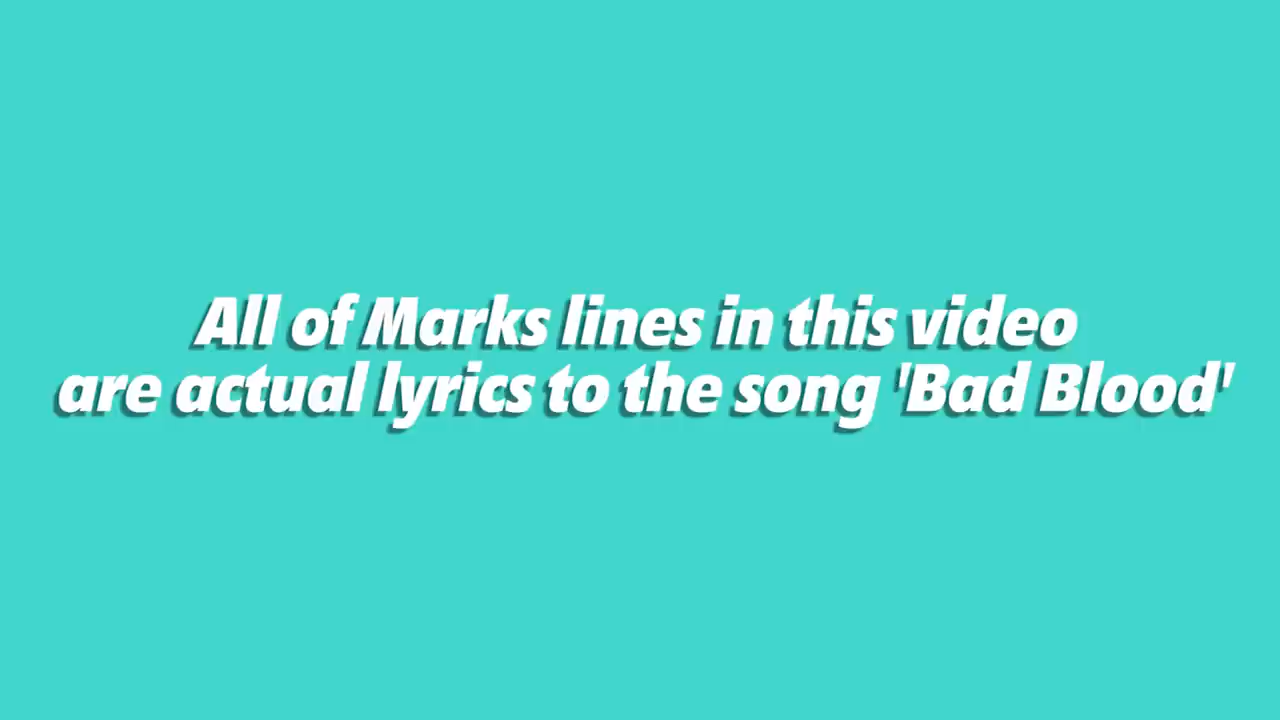 All of Marks lines in this video
are actual lyrics to the song 'Bad Blood'